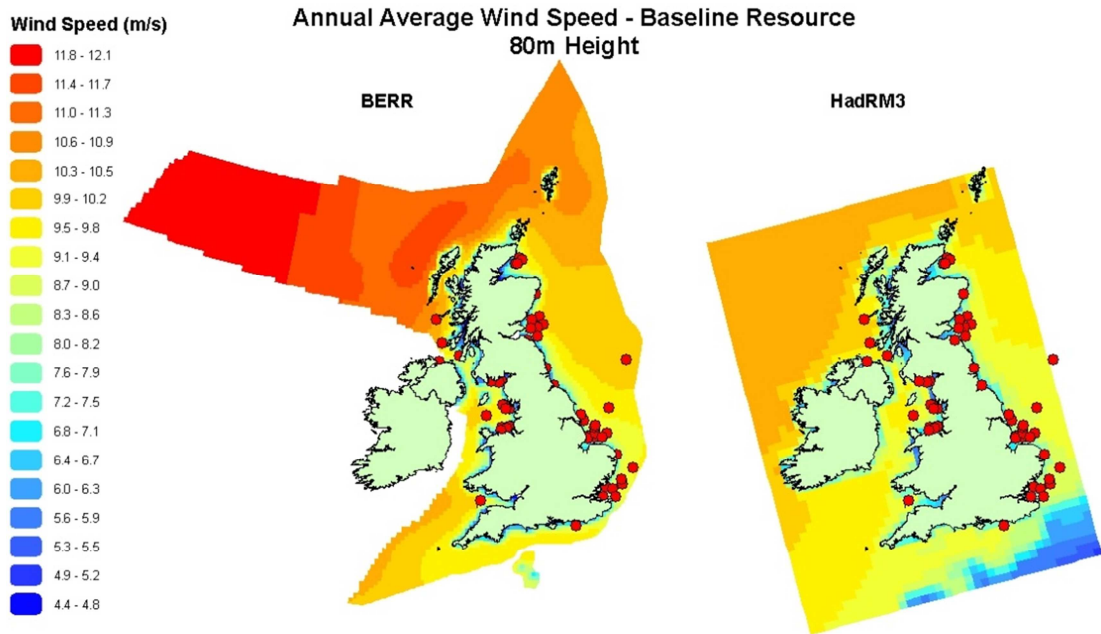 Annual Average Wind Speed - Baseline Resource
80m Height
Wind Speed (m/s)
BERR
HadRM3
11.8 - 12.1
11.4 - 11.7
11.0 - 11.3
10.6 - 10.9
10.3 - 10.5
9.9 - 10.2
9.5 - 9.8
9.1 - 9.4
8.7 - 9.0
8.3 - 8.6
8.0 - 8.2
7.6 - 7.9
7.2 - 7.5
6.8 - 7.1
6.4 - 6.7
6.0 - 6.3
5.6 - 5.9
5.3 - 5.5
4.9 - 5.2
4.4 - 4.8